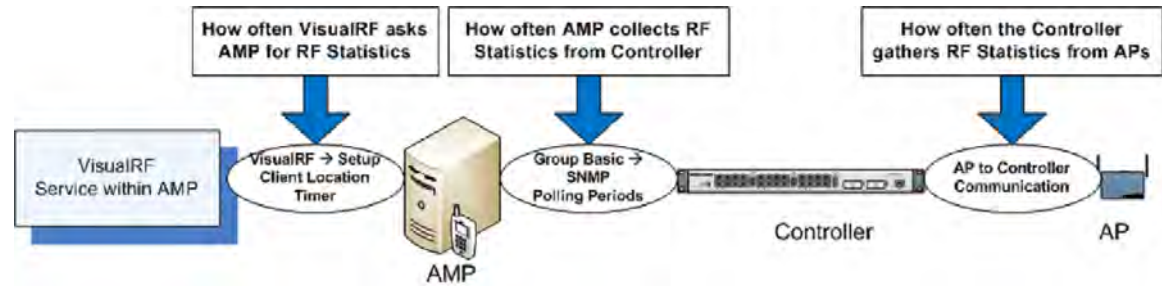 How often VisualRF asks
AMP for RF Statistics
How often AMP collects RF
Statistics from Controller
How often the Controller
gathers RF Statistics from APs
VisualRF
Service within AMP
VisualRF → Setup
Client Location
Timer
Group Basic →
SNMP
Polling Periods
AP to Controller
Communication
AMP
Controller
AP